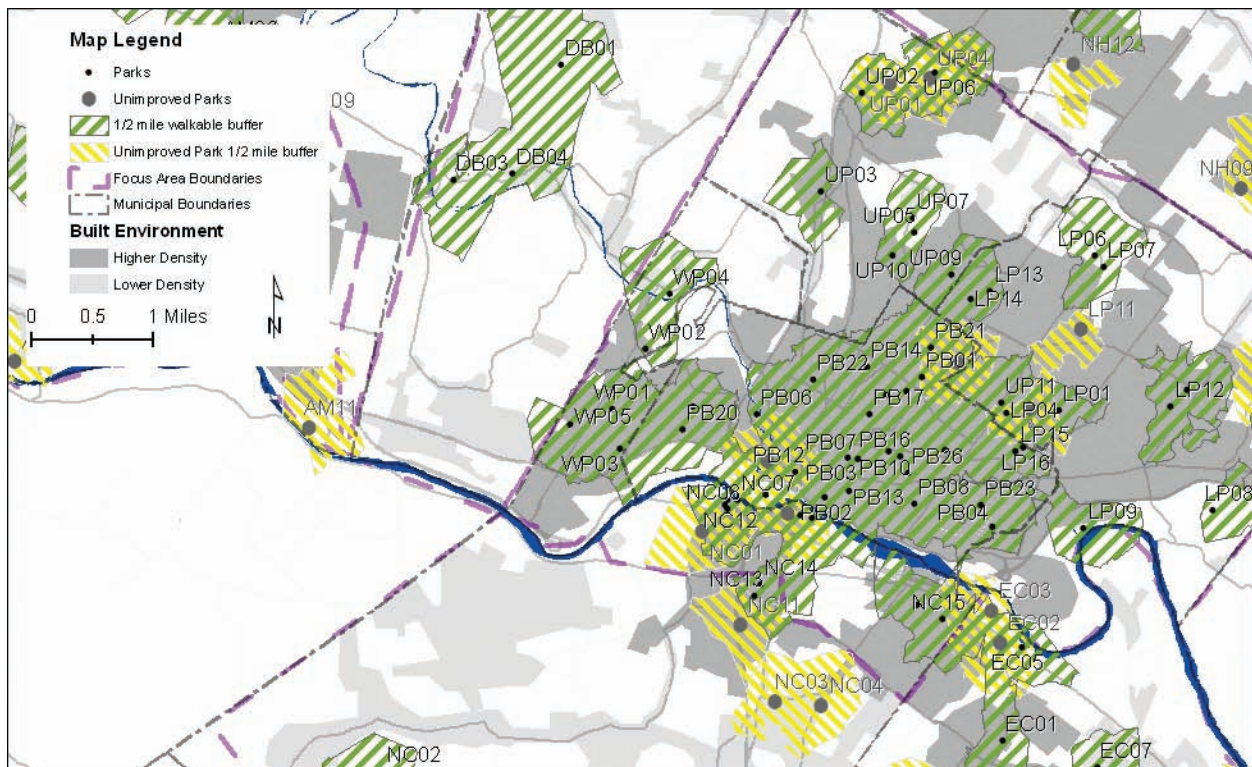 Map Legend
Parks
Unimproved Parks
1/2 mile walkable buffer
Unimproved Park 1/2 mile buffer
Focus Area Boundaries
Municipal Boundaries
Built Environment
Higher Density
Lower Density
0 0.5 1 Miles
N
09
DB01
DB03
DB04
UP02
UP04
UP01
UP06
NH12
NH09
UP03
UP05
UP07
UP10
UP09
LP06
LP07
LP13
LP14
LP11
WP04
WP02
WP01
WP05
WP03
PB20
PB06
PB22
PB14
PB21
PB01
PB17
UP11
LP04
LP01
LP12
LP15
LP16
PB12
PB07
PB16
PB03
PB10
PB26
PB13
PB08
PB23
PB04
PB02
LP09
LP08
AM11
NC07
NC08
NC12
NC01
NC14
NC13
NC11
NC15
EC03
EC02
EC05
NC03
NC04
EC01
EC07
NC02